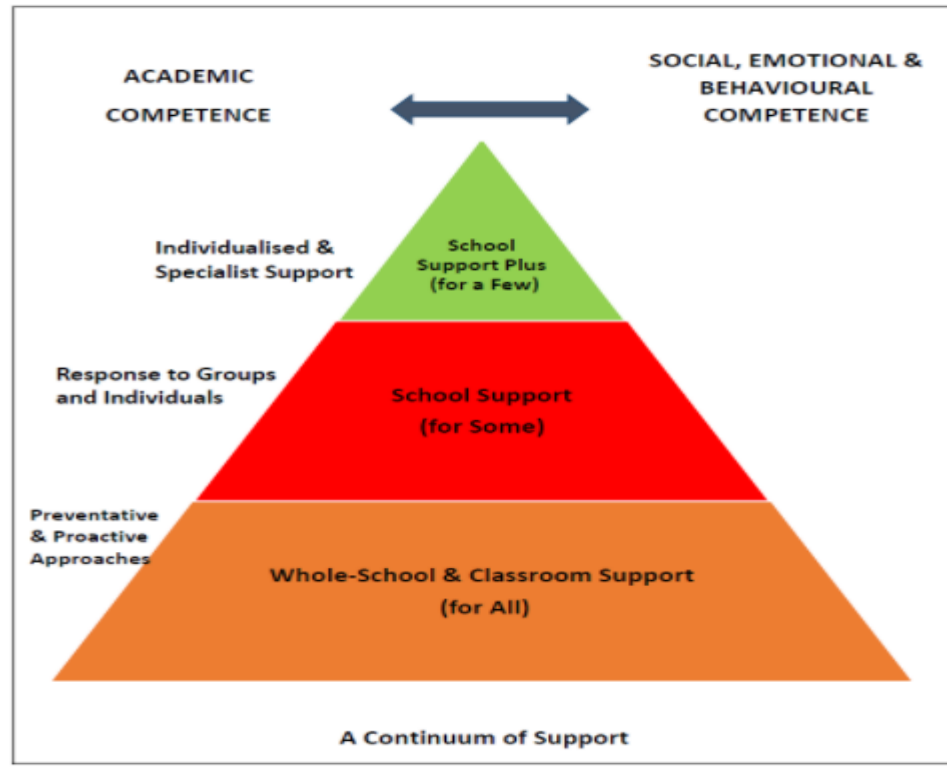 ACADEMIC
COMPETENCE
SOCIAL, EMOTIONAL &
BEHAVIOURAL
COMPETENCE
Individualised &
Specialist Support
School
Support Plus
(for a Few)
Response to Groups
and Individuals
School Support
(for Some)
Preventative
& Proactive
Approaches
Whole-School & Classroom Support
(for All)
A Continuum of Support